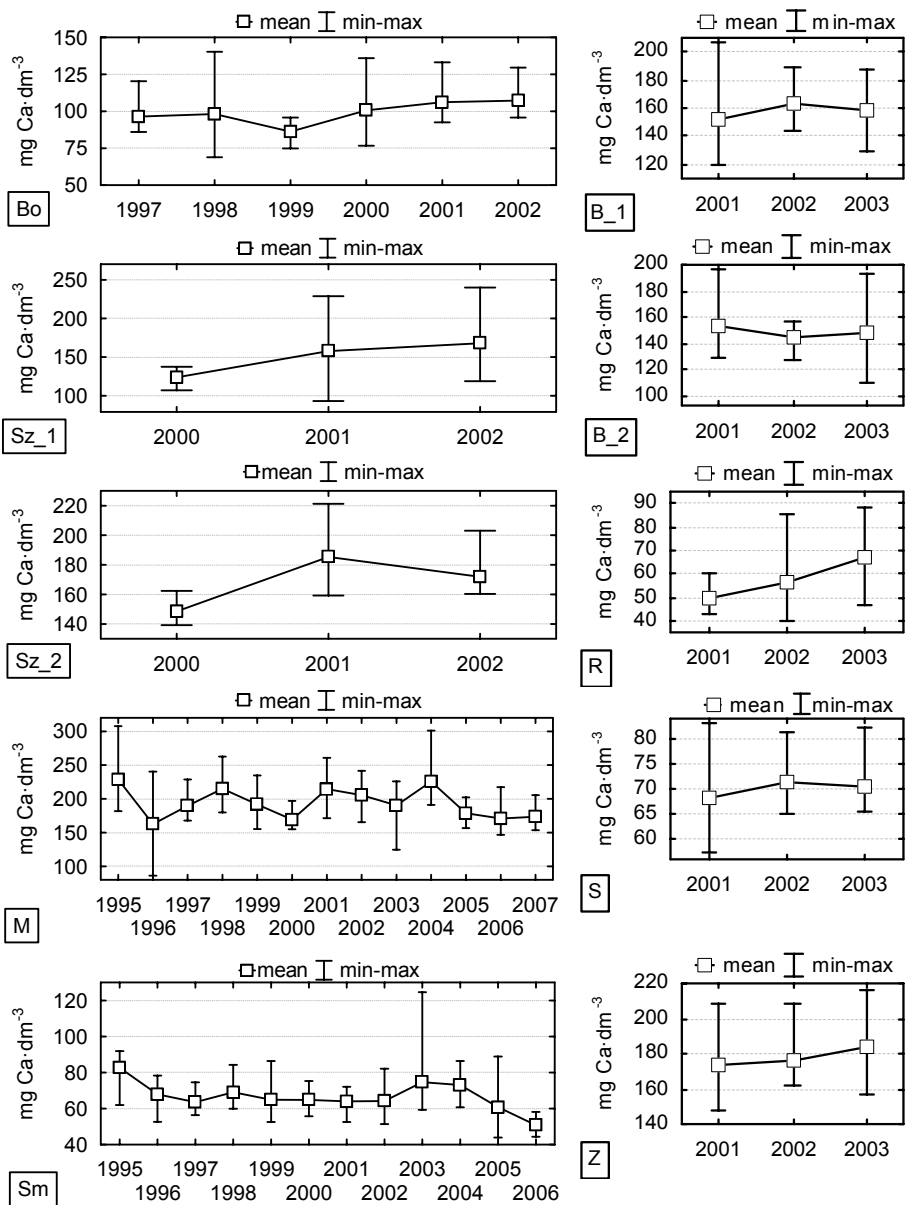 mean min-max
mg Ca·dm-3
150
125
100
75
50
1997 1998 1999 2000 2001 2002
Bo
mean min-max
mg Ca·dm-3
200
180
160
140
120
2001 2002 2003
B_1
mean min-max
mg Ca·dm-3
250
200
150
100
2000 2001 2002
Sz_1
mean min-max
mg Ca·dm-3
200
180
160
140
120
100
2001 2002 2003
B_2
mean min-max
mg Ca·dm-3
220
200
180
160
140
2000 2001 2002
Sz_2
mean min-max
mg Ca·dm-3
90
80
70
60
50
40
2001 2002 2003
R
mean min-max
mg Ca·dm-3
300
250
200
150
100
1995 1997 1999 2001 2003 2005 2007
1996 1998 2000 2002 2004 2006
M
mean min-max
mg Ca·dm-3
80
75
70
65
60
2001 2002 2003
S
mean min-max
mg Ca·dm-3
120
100
80
60
40
1995 1997 1999 2001 2003 2005
1996 1998 2000 2002 2004 2006
Sm
mean min-max
mg Ca·dm-3
220
200
180
160
140
2001 2002 2003
Z